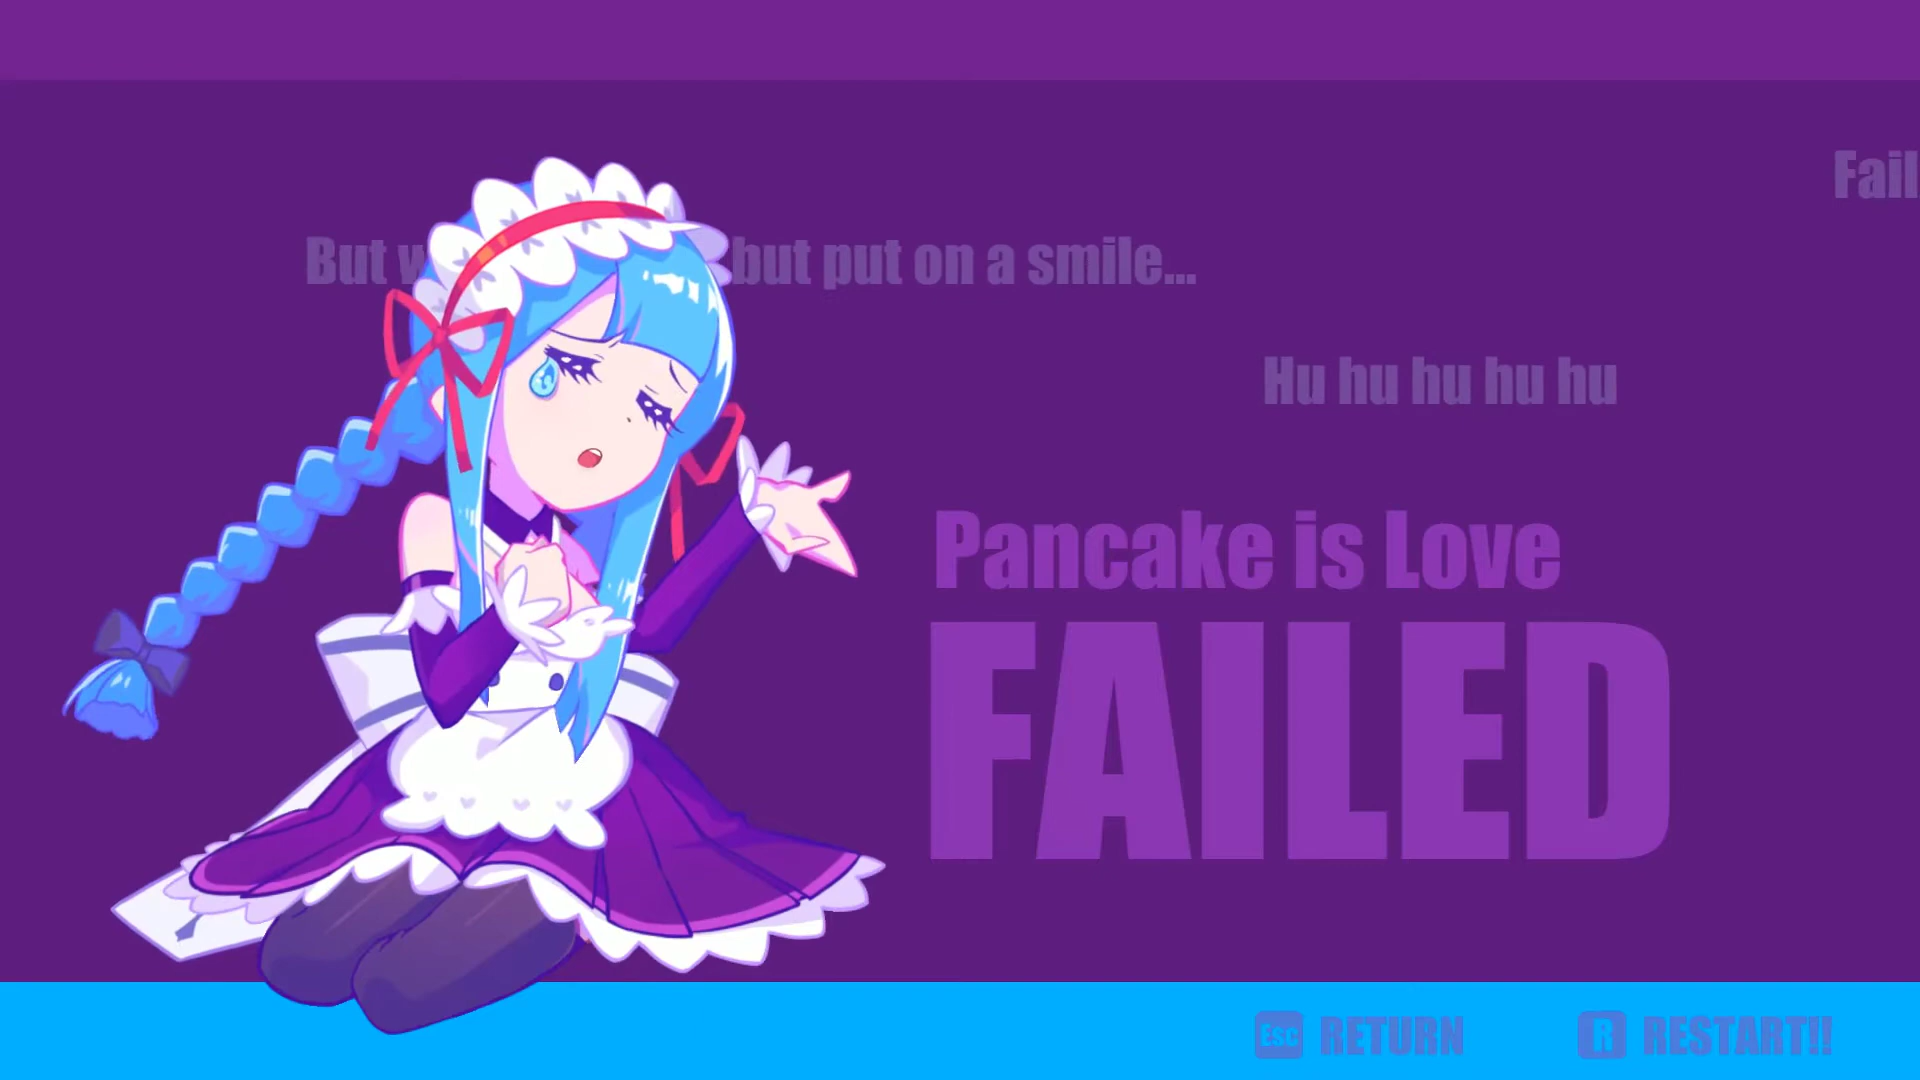 Fail
But but put on a smile...
Hu hu hu hu hu
Pancake is Love
FAILED
Esc RETURN R RESTART!!